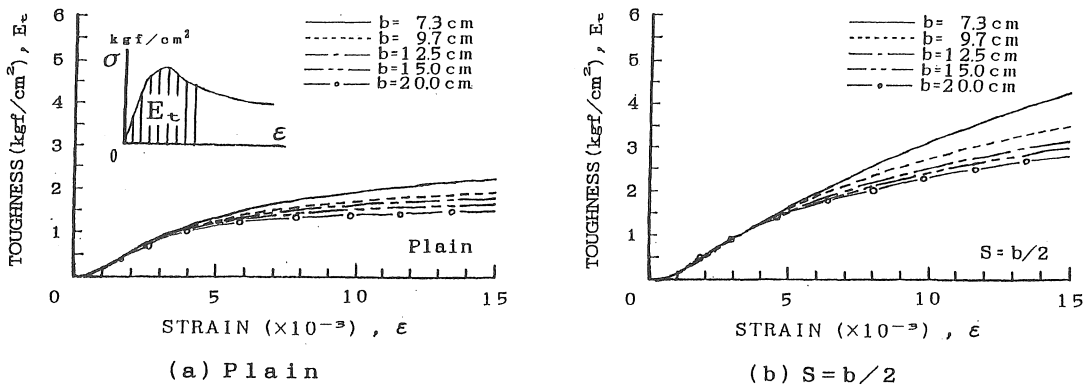 TOUGHNESS (kgf/cm²), Eₜ
6
5
4
3
2
1
0
kgf/cm²
σ
Eₜ
ε
0
b= 7.3cm
b= 9.7cm
b=12.5cm
b=15.0cm
b=20.0cm
Plain
5
10
15
STRAIN (×10⁻³), ε
(a) Plain
TOUGHNESS (kgf/cm²), Eₜ
6
5
4
3
2
1
0
b= 7.3cm
b= 9.7cm
b=12.5cm
b=15.0cm
b=20.0cm
S=b/2
5
10
15
STRAIN (×10⁻³), ε
(b) S=b/2